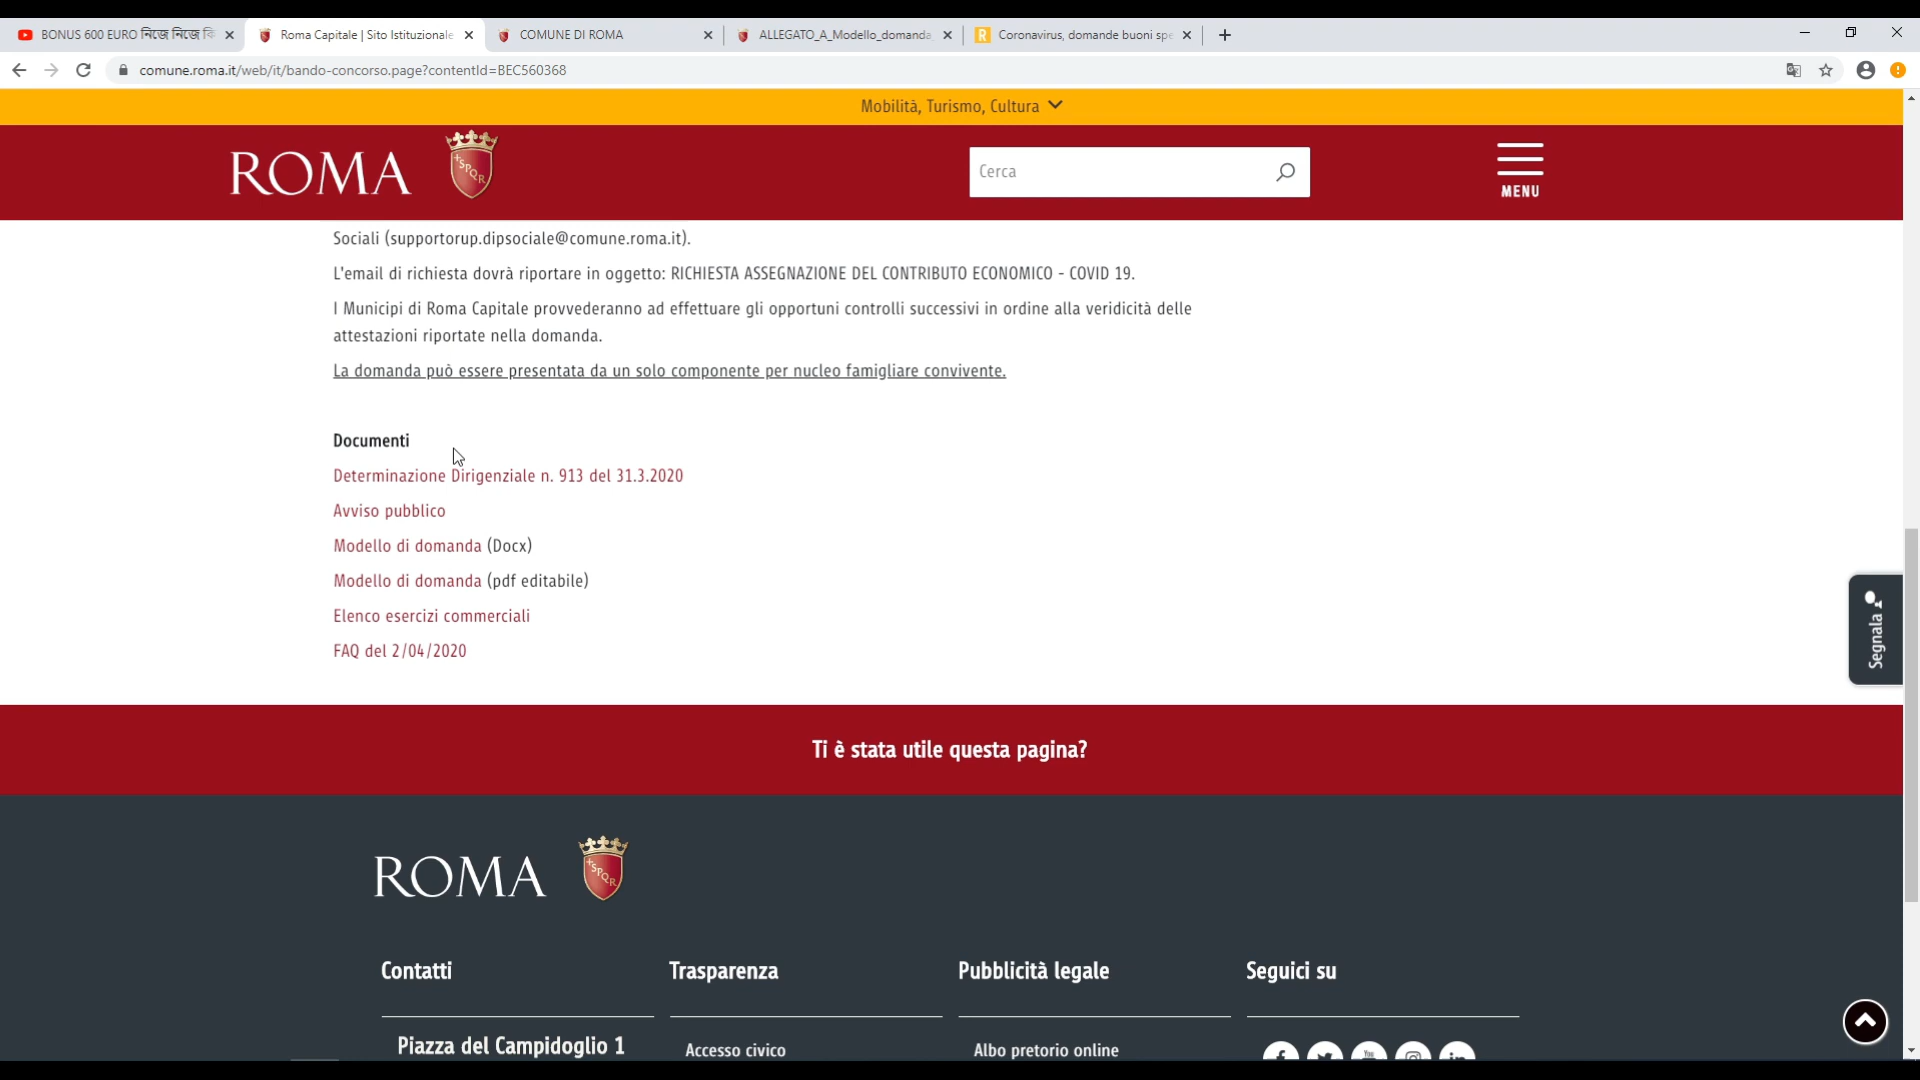 BONUS 600 EURO নিজে নিজে কি
Roma Capitale | Sito Istituzionale
COMUNE DI ROMA
ALLEGATO_A_Modello_domanda_
R
Coronavirus, domande buoni spe
comune.roma.it/web/it/bando-concorso.page?contentId=BEC560368
Mobilità, Turismo, Cultura
ROMA
SPQR
Cerca
MENU
Sociali (supportorup.dipsociale@comune.roma.it).
L'email di richiesta dovrà riportare in oggetto: RICHIESTA ASSEGNAZIONE DEL CONTRIBUTO ECONOMICO - COVID 19.
I Municipi di Roma Capitale provvederanno ad effettuare gli opportuni controlli successivi in ordine alla veridicità delle
attestazioni riportate nella domanda.
La domanda può essere presentata da un solo componente per nucleo famigliare convivente.
Documenti
Determinazione Dirigenziale n. 913 del 31.3.2020
Avviso pubblico
Modello di domanda (Docx)
Modello di domanda (pdf editabile)
Elenco esercizi commerciali
FAQ del 2/04/2020
Segnala
Ti è stata utile questa pagina?
ROMA
SPQR
Contatti
Trasparenza
Pubblicità legale
Seguici su
Piazza del Campidoglio 1
Accesso civico
Albo pretorio online